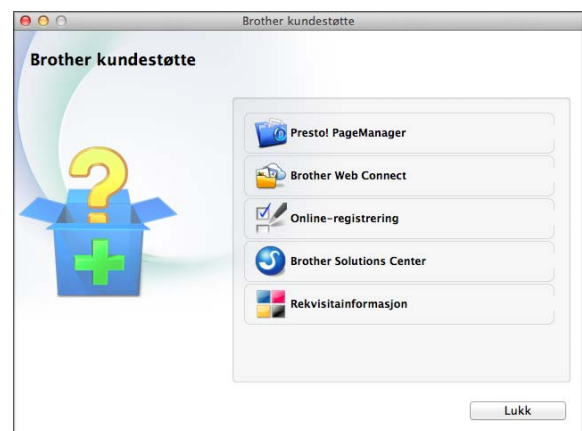 Brother kundestøtte
Brother kundestøtte
Presto! PageManager
Brother Web Connect
Online-registrering
Brother Solutions Center
Rekvisitainformasjon
Lukk